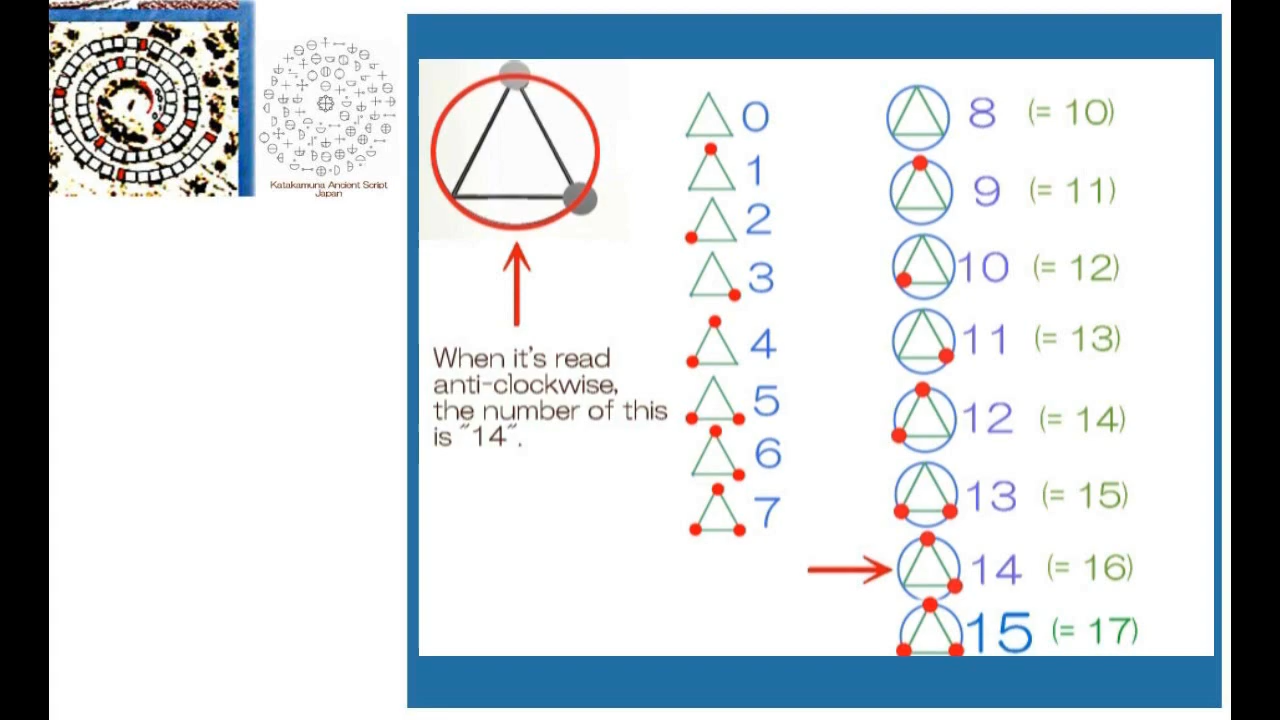 Katakamuna Ancient Script
Japan
When it's read
anti-clockwise,
the number of this
is "14".
0
1
2
3
4
5
6
7
8 (= 10)
9 (= 11)
10 (= 12)
11 (= 13)
12 (= 14)
13 (= 15)
14 (= 16)
15 (= 17)